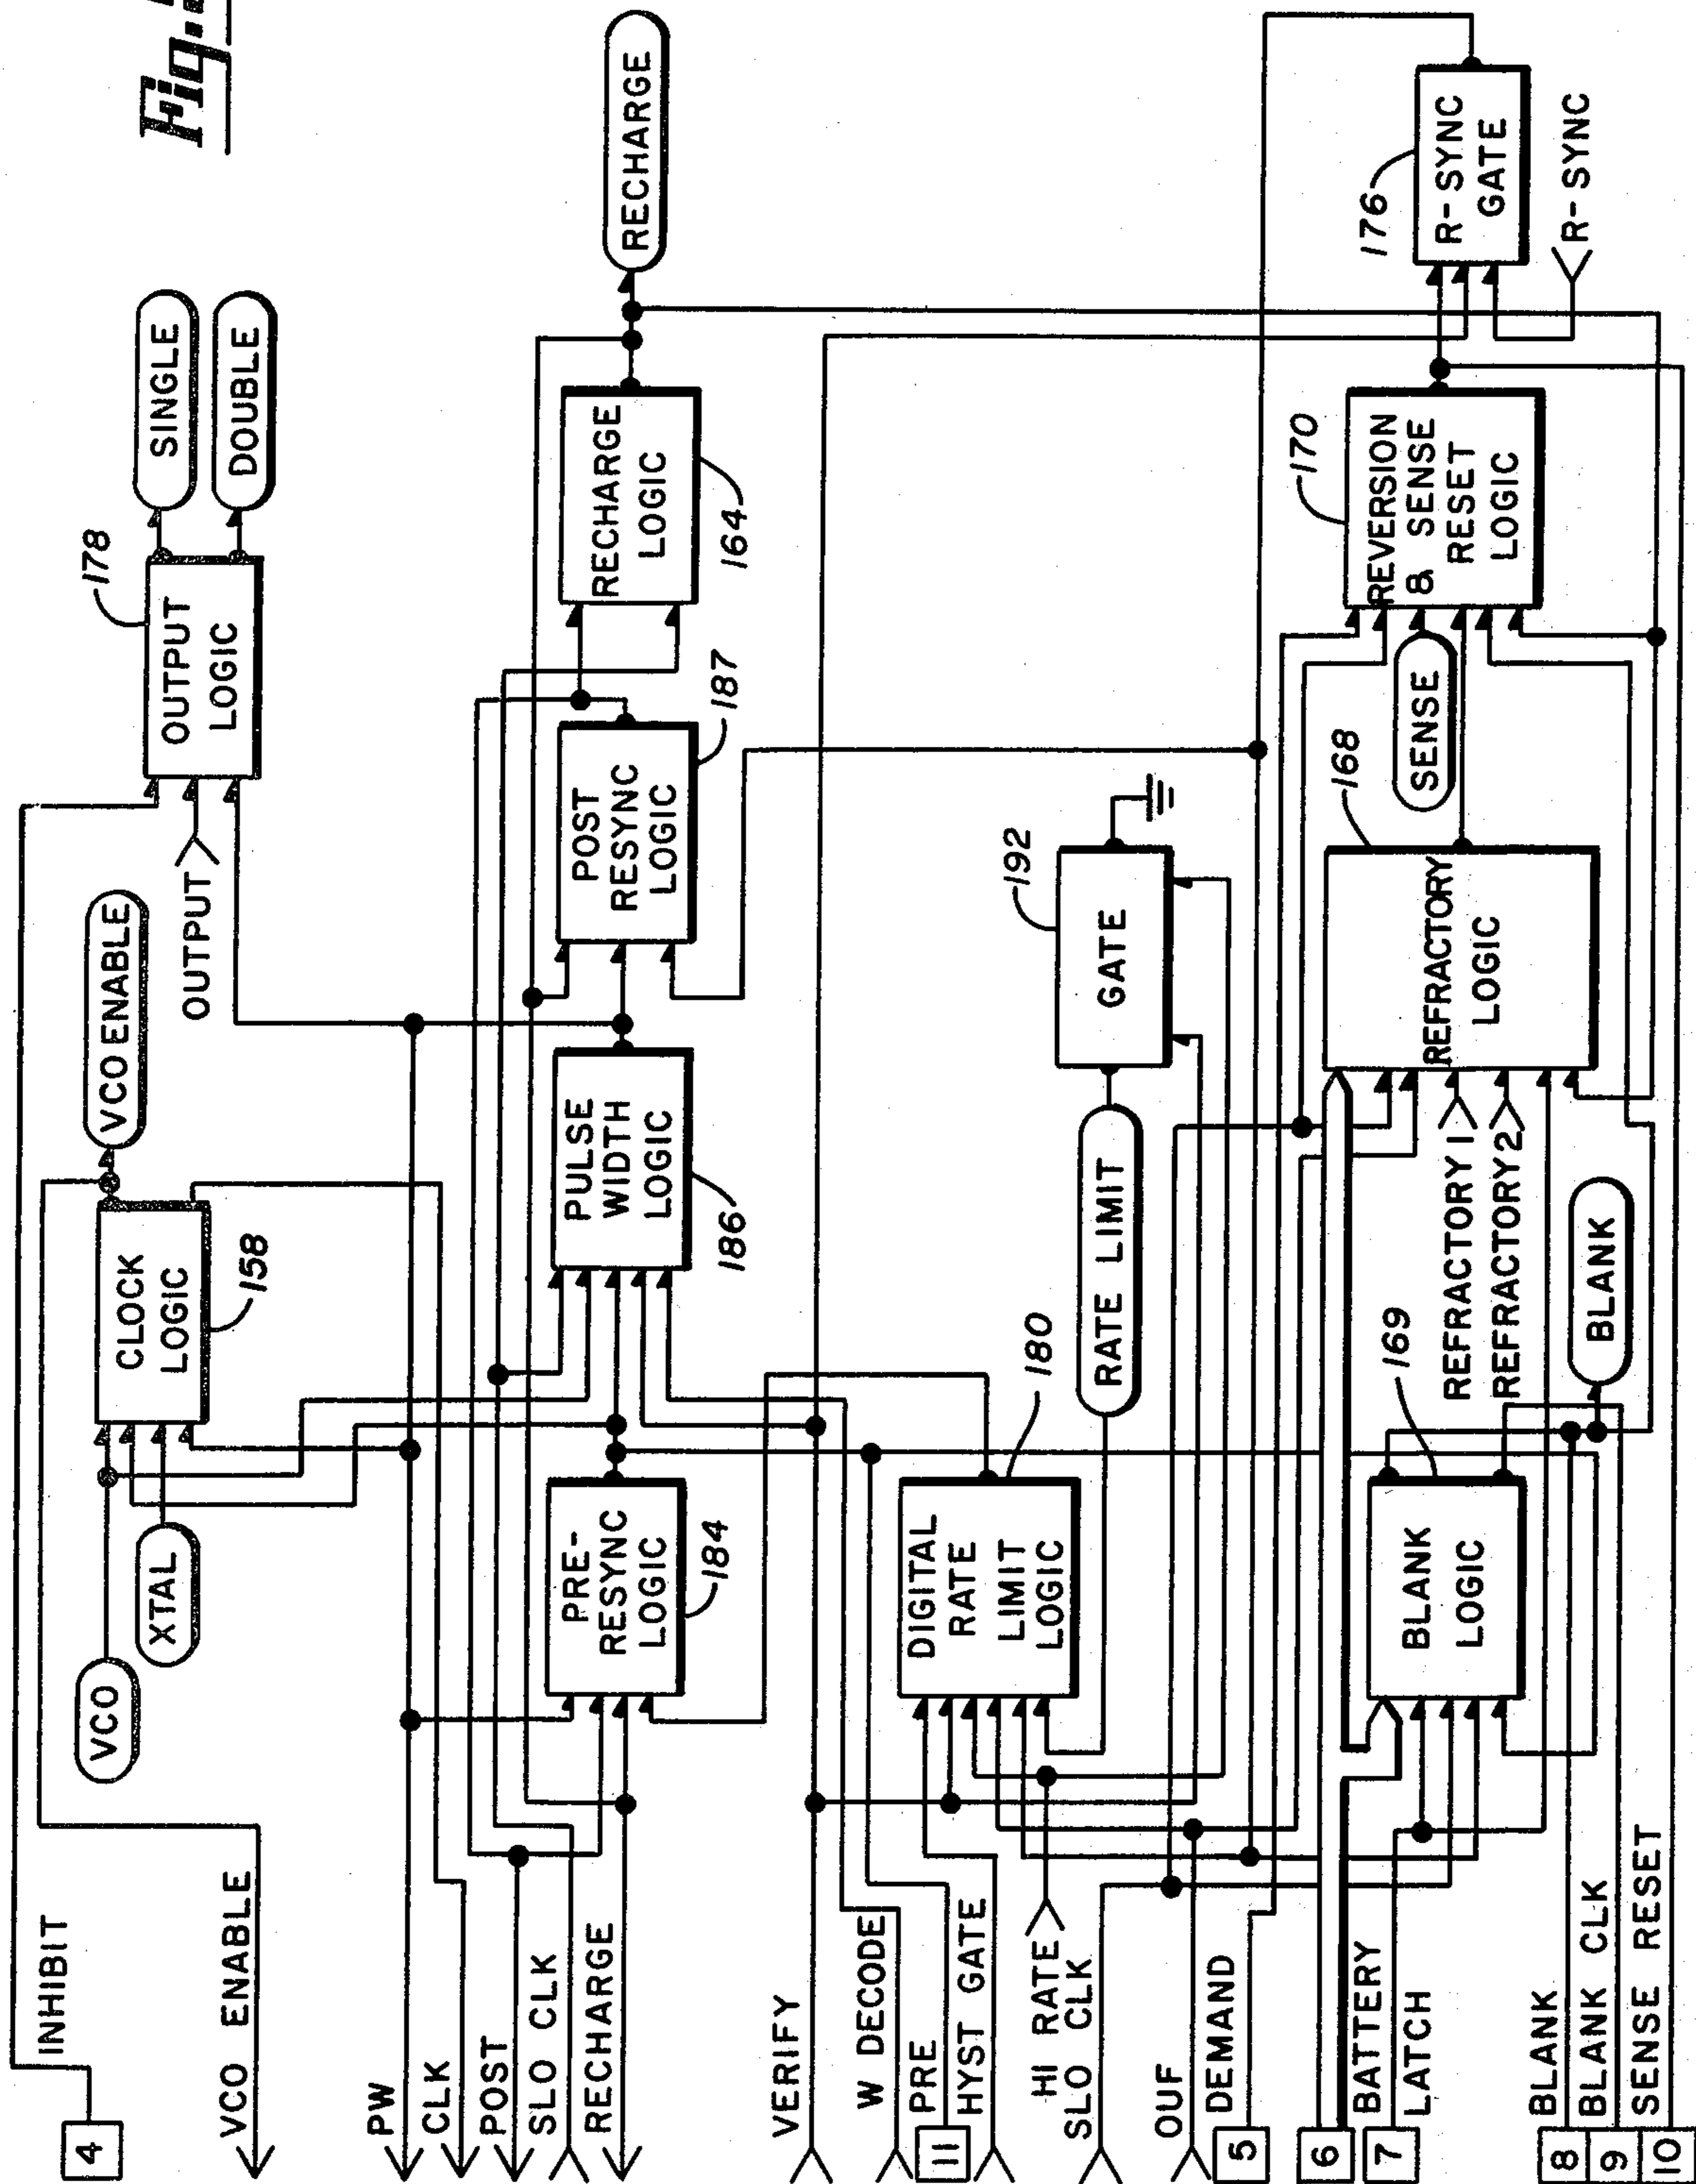 Fig.
4
INHIBIT
VCO ENABLE
PW
CLK
POST
SLO CLK
RECHARGE
VERIFY
W DECODE
11
PRE
HYST GATE
HI RATE
SLO CLK
OUF
5
DEMAND
6
7
BATTERY
LATCH
8
BLANK
9
BLANK CLK
10
SENSE RESET
VCO
XTAL
CLOCK
LOGIC
158
VCO ENABLE
OUTPUT
OUTPUT
LOGIC
178
SINGLE
DOUBLE
PRE-
RESYNC
LOGIC
184
PULSE
WIDTH
LOGIC
186
POST
RESYNC
LOGIC
187
RECHARGE
LOGIC
164
RECHARGE
DIGITAL
RATE
LIMIT
LOGIC
180
RATE LIMIT
GATE
192
BLANK
LOGIC
169
BLANK
REFRACTORY 1
REFRACTORY 2
REFRACTORY
LOGIC
168
SENSE
REVERSION
& SENSE
RESET
LOGIC
170
R-SYNC
GATE
176
R-SYNC